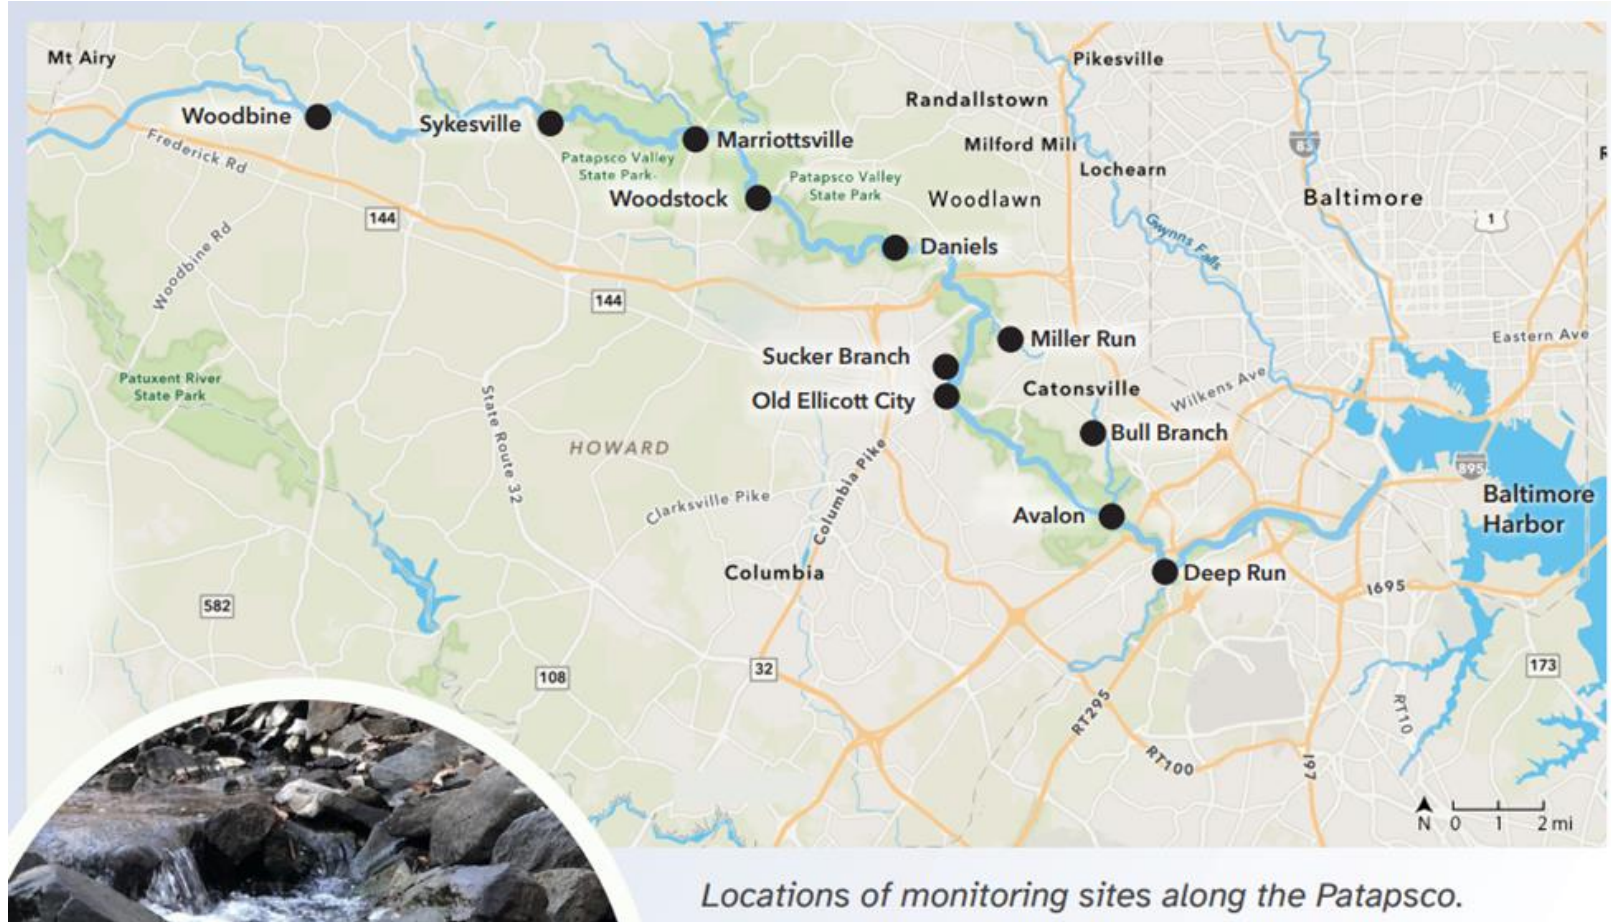 Mt Airy
Pikesville
Randallstown
Woodbine
Sykesville
Marriottsville
Milford Mill
85
R
Frederick Rd
Patapsco Valley
State Park
Patapsco Valley
State Park
Lochearn
Woodstock
Woodlawn
Baltimore
144
1
Gwynns Falls
Woodbine Rd
Daniels
144
Miller Run
Eastern Ave
Sucker Branch
Patuxent River
State Park
Catonsville
Wilkens Ave
Old Ellicott City
State Route 32
HOWARD
Bull Branch
Columbia Pike
895
Clarksville Pike
Baltimore
Harbor
Avalon
Columbia
Deep Run
I695
582
32
108
173
RT295
RT10
RT100
I97
N 0 1 2 mi
Locations of monitoring sites along the Patapsco.